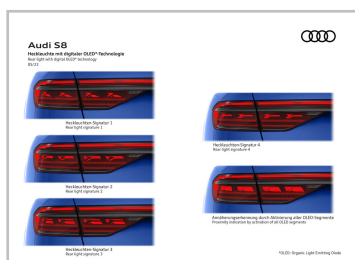 Audi S8
Heckleuchte mit digitaler OLED*-Technologie
Rear light with digital OLED* technology
05/22
Heckleuchten-Signatur 1
Rear light signature 1
Heckleuchten-Signatur 4
Rear light signature 4
Heckleuchten-Signatur 2
Rear light signature 2
Annäherungserkennung durch Aktivierung aller OLED-Segmente
Proximity indication by activation of all OLED segments
Heckleuchten-Signatur 3
Rear light signature 3
*OLED: Organic Light Emitting Diode